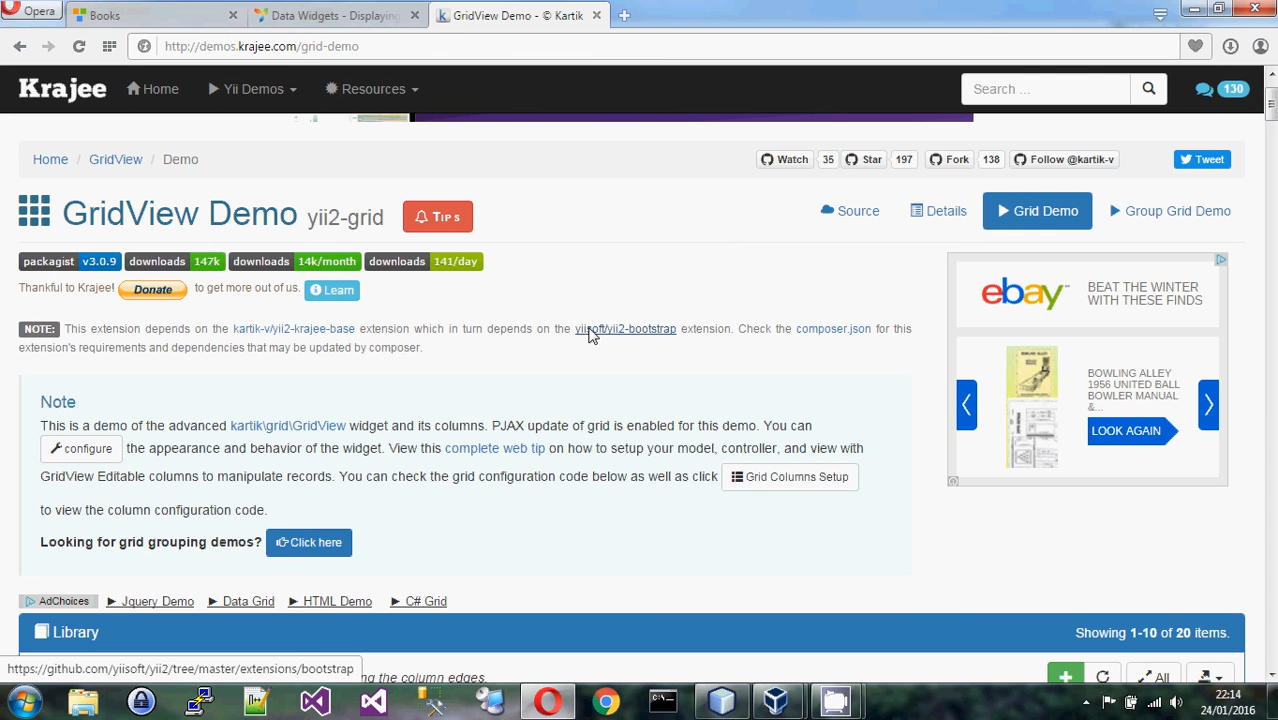 Opera
Books
Data Widgets - Displaying
GridView Demo - © Kartik
http://demos.krajee.com/grid-demo
Krajee
Home
Yii Demos
Resources
Search ...
130
Home / GridView / Demo
Watch 35 Star 197 Fork 138 Follow @kartik-v Tweet
GridView Demo yii2-grid
TIPS
Source
Details
Grid Demo
Group Grid Demo
packagist v3.0.9 downloads 147k downloads 14k/month downloads 141/day
Thankful to Krajee! Donate to get more out of us. Learn
NOTE: This extension depends on the kartik-v/yii2-krajee-base extension which in turn depends on the yiisoft/yii2-bootstrap extension. Check the composer.json for this
extension's requirements and dependencies that may be updated by composer.
ebay
BEAT THE WINTER
WITH THESE FINDS
BOWLING ALLEY
1956 UNITED BALL
BOWLER MANUAL
&...
LOOK AGAIN
Note
This is a demo of the advanced kartik\grid\GridView widget and its columns. PJAX update of grid is enabled for this demo. You can
configure the appearance and behavior of the widget. View this complete web tip on how to setup your model, controller, and view with
GridView Editable columns to manipulate records. You can check the grid configuration code below as well as click Grid Columns Setup
to view the column configuration code.
Looking for grid grouping demos? Click here
AdChoices Jquery Demo Data Grid HTML Demo C# Grid
Library
Showing 1-10 of 20 items.
https://github.com/yiisoft/yii2/tree/master/extensions/bootstrap
ng the column edges.
All
22:14
24/01/2016